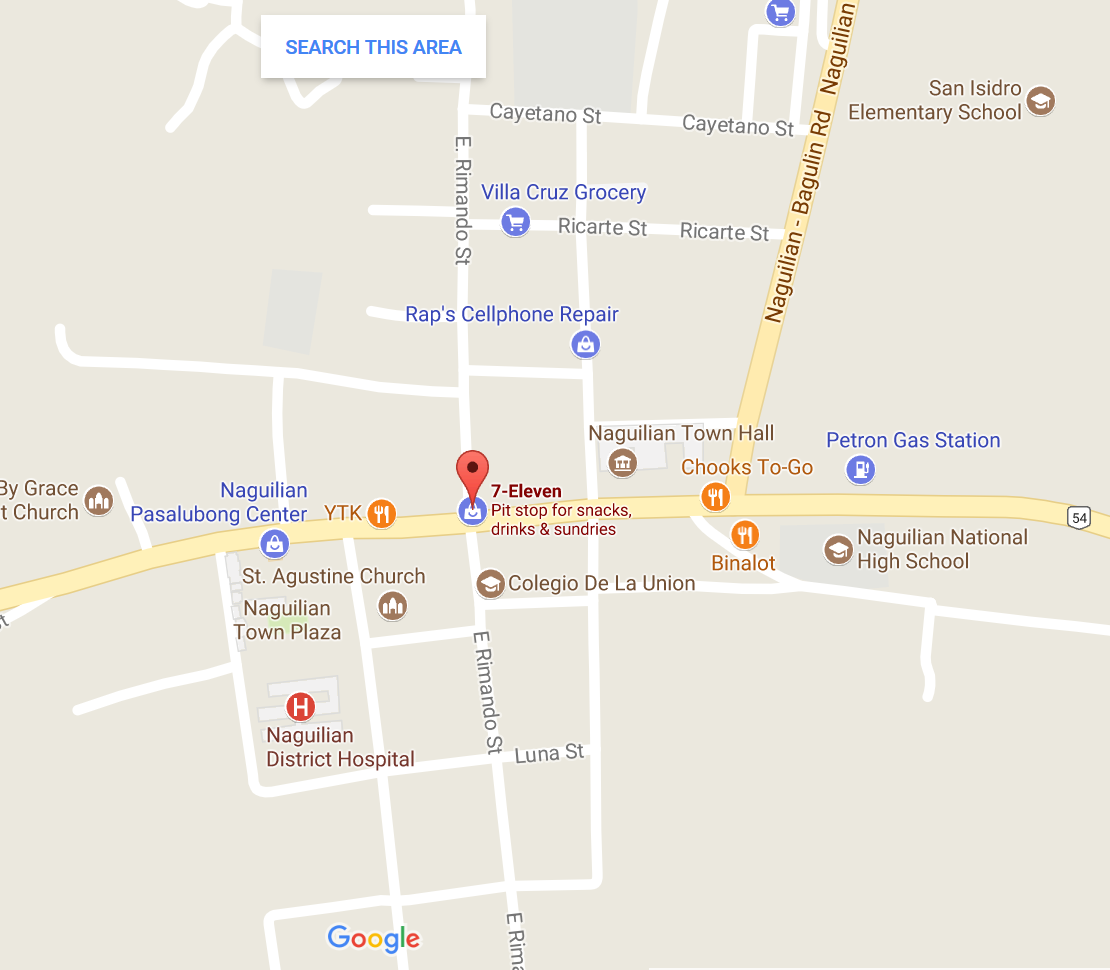 SEARCH THIS AREA
Naguilian
San Isidro
Elementary School
Cayetano St
Cayetano St
Naguilian - Bagulin Rd
E. Rimando St
Villa Cruz Grocery
Ricarte St
Ricarte St
Rap's Cellphone Repair
Naguilian Town Hall
Petron Gas Station
Chooks To-Go
By Grace
t Church
Naguilian
Pasalubong Center
YTK
7-Eleven
Pit stop for snacks,
drinks & sundries
54
Binalot
Naguilian National
High School
St. Agustine Church
Colegio De La Union
Naguilian
Town Plaza
st
E Rimando St
H
Naguilian
District Hospital
Luna St
E Rima
Google